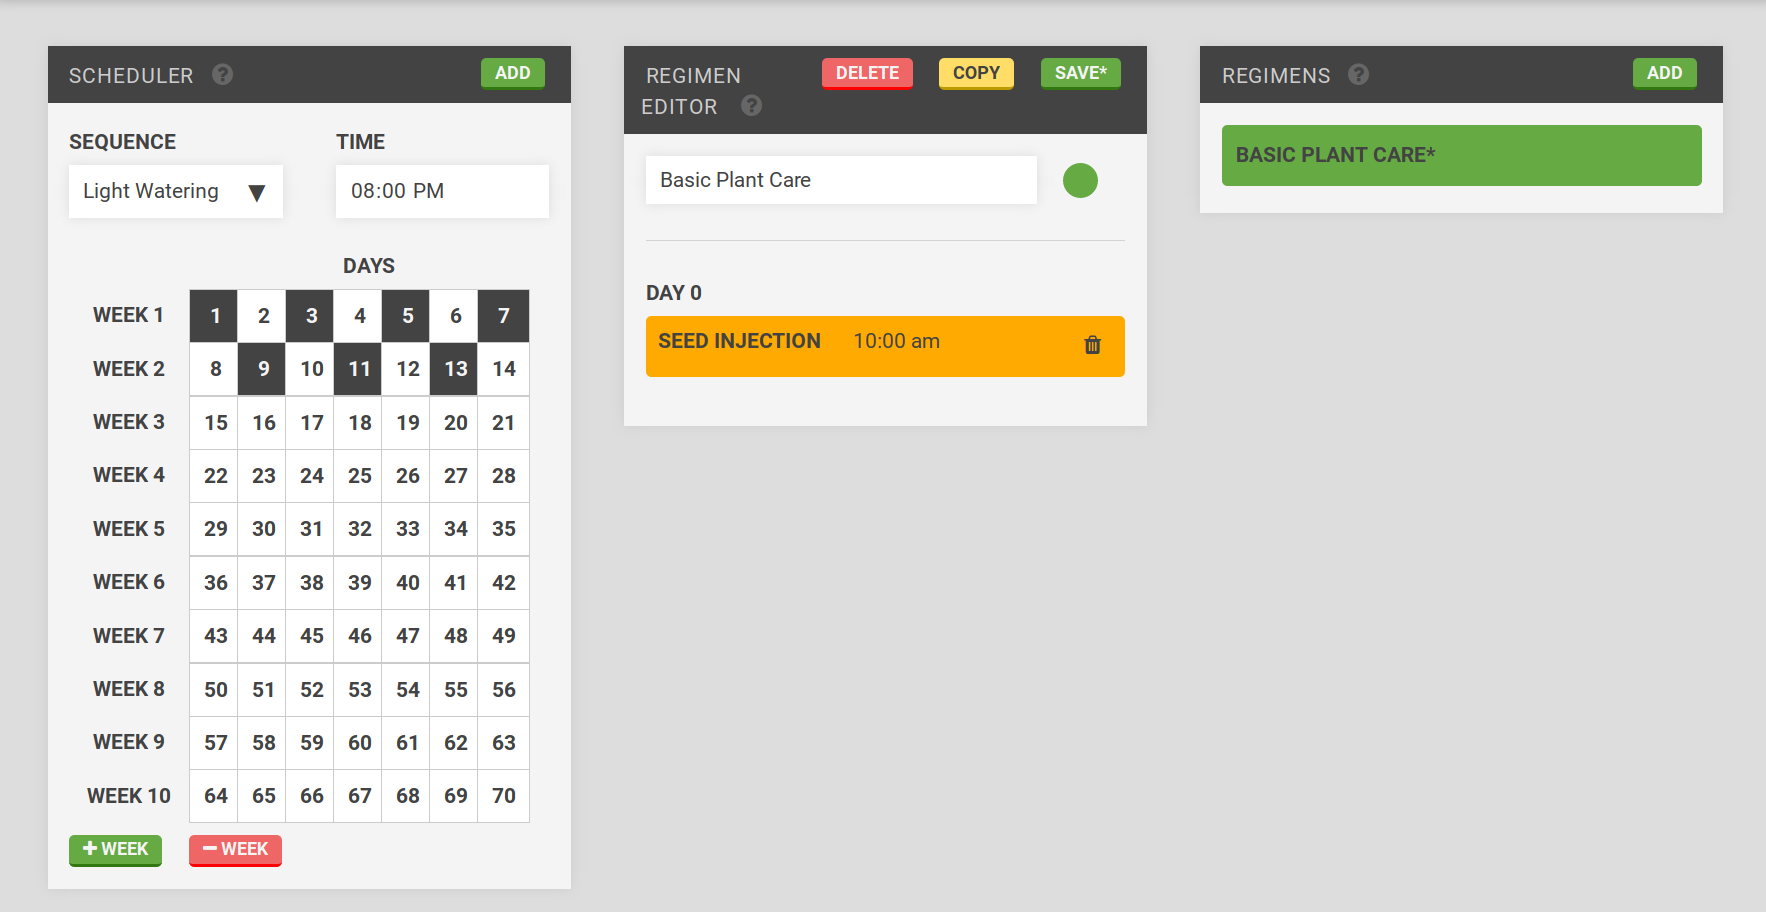 SCHEDULER ? ADD
SEQUENCE TIME
Light Watering ▼ 08:00 PM
DAYS
WEEK 1 1 2 3 4 5 6 7
WEEK 2 8 9 10 11 12 13 14
WEEK 3 15 16 17 18 19 20 21
WEEK 4 22 23 24 25 26 27 28
WEEK 5 29 30 31 32 33 34 35
WEEK 6 36 37 38 39 40 41 42
WEEK 7 43 44 45 46 47 48 49
WEEK 8 50 51 52 53 54 55 56
WEEK 9 57 58 59 60 61 62 63
WEEK 10 64 65 66 67 68 69 70
+ WEEK − WEEK
REGIMEN
EDITOR ?
DELETE COPY SAVE*
Basic Plant Care
DAY 0
SEED INJECTION 10:00 am
REGIMENS ? ADD
BASIC PLANT CARE*